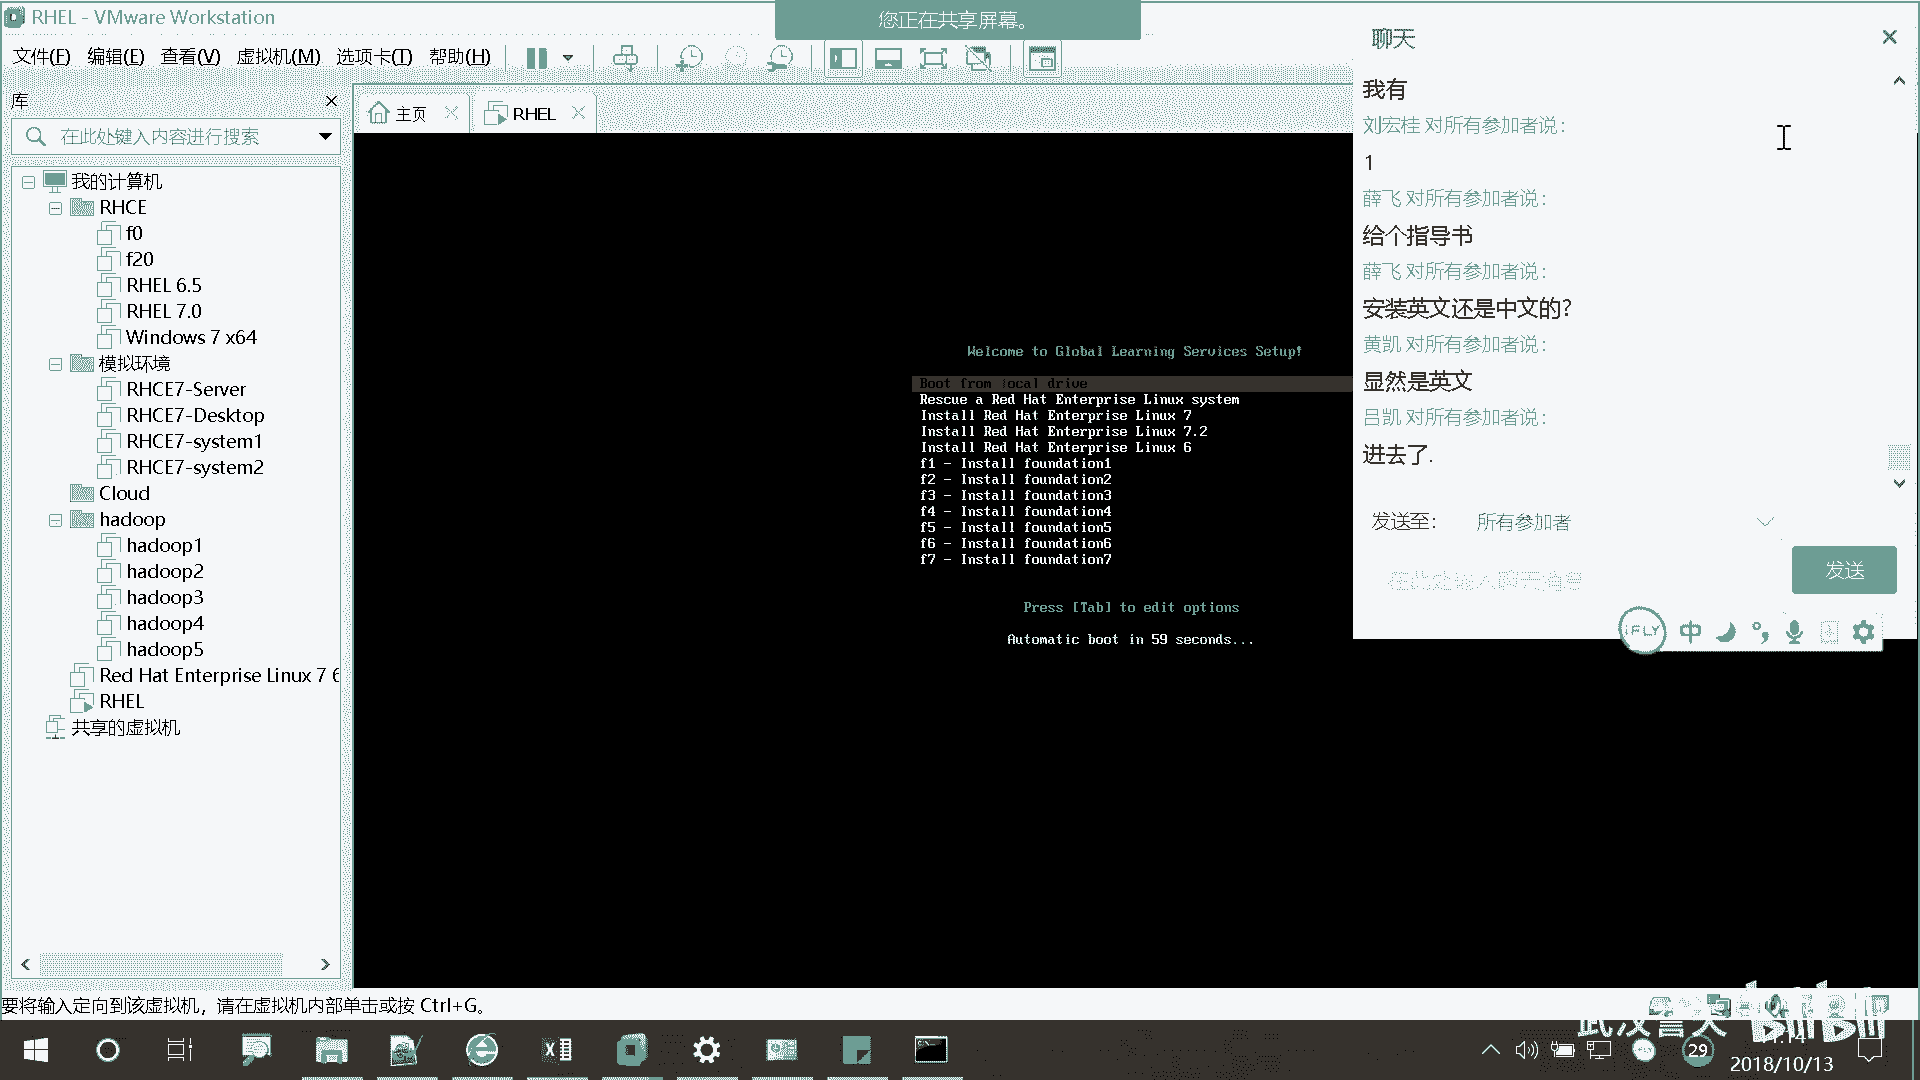 RHEL - VMware Workstation
您正在共享屏幕。
文件(F) 编辑(E) 查看(V) 虚拟机(M) 选项卡(T) 帮助(H)
库
在此处键入内容进行搜索
我的计算机
RHCE
f0
f20
RHEL 6.5
RHEL 7.0
Windows 7 x64
模拟环境
RHCE7-Server
RHCE7-Desktop
RHCE7-system1
RHCE7-system2
Cloud
hadoop
hadoop1
hadoop2
hadoop3
hadoop4
hadoop5
Red Hat Enterprise Linux 7 6
RHEL
共享的虚拟机
主页
RHEL
Welcome to Global Learning Services Setup!
Boot from local drive
Rescue a Red Hat Enterprise Linux system
Install Red Hat Enterprise Linux 7
Install Red Hat Enterprise Linux 7.2
Install Red Hat Enterprise Linux 6
f1 - Install foundation1
f2 - Install foundation2
f3 - Install foundation3
f4 - Install foundation4
f5 - Install foundation5
f6 - Install foundation6
f7 - Install foundation7
Press [Tab] to edit options
Automatic boot in 59 seconds...
聊天
我有
刘宏桂 对所有参加者说：
1
薛飞 对所有参加者说：
给个指导书
薛飞 对所有参加者说：
安装英文还是中文的?
黄凯 对所有参加者说：
显然是英文
吕凯 对所有参加者说：
进去了.
发送至： 所有参加者
在此处输入聊天消息
发送
iFLY 中
要将输入定向到该虚拟机，请在虚拟机内部单击或按 Ctrl+G。
bilibili
29
2018/10/13